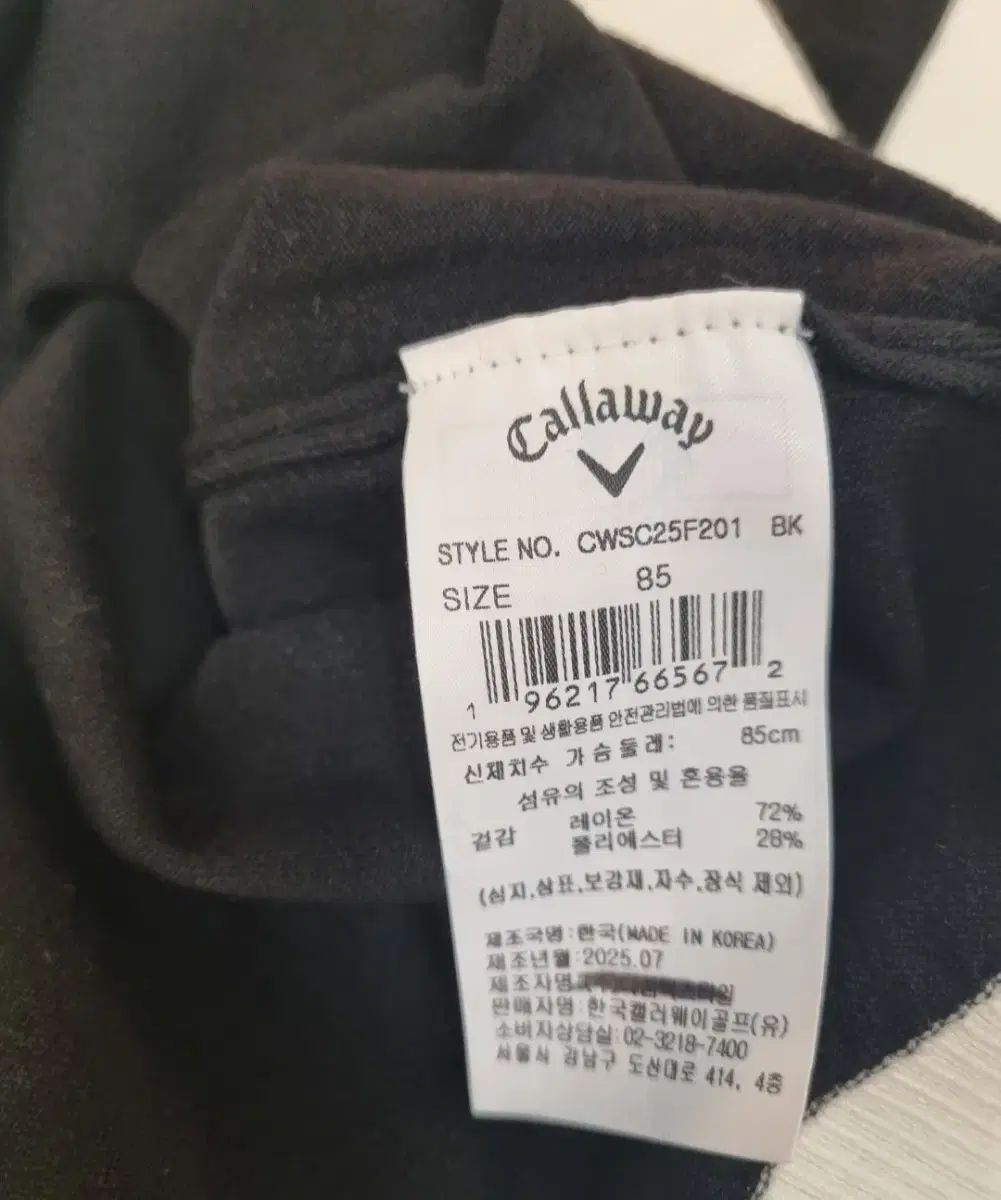 Callaway
STYLE NO. CWSC25F201 BK
SIZE 85
1 96217 66567 2
전기용품 및 생활용품 안전관리법에 의한 품질표시
신체치수 가슴둘레: 85cm
섬유의 조성 및 혼용율
겉감 레이온 72%
폴리에스터 28%
(심지,상표,보강재,자수,장식 제외)
제조국명:한국(MADE IN KOREA)
제조년월:2025.07
제조자명
판매자명:한국캘러웨이골프(유)
소비자상담실:02-3218-7400
서울시 강남구 도산대로 414, 4층